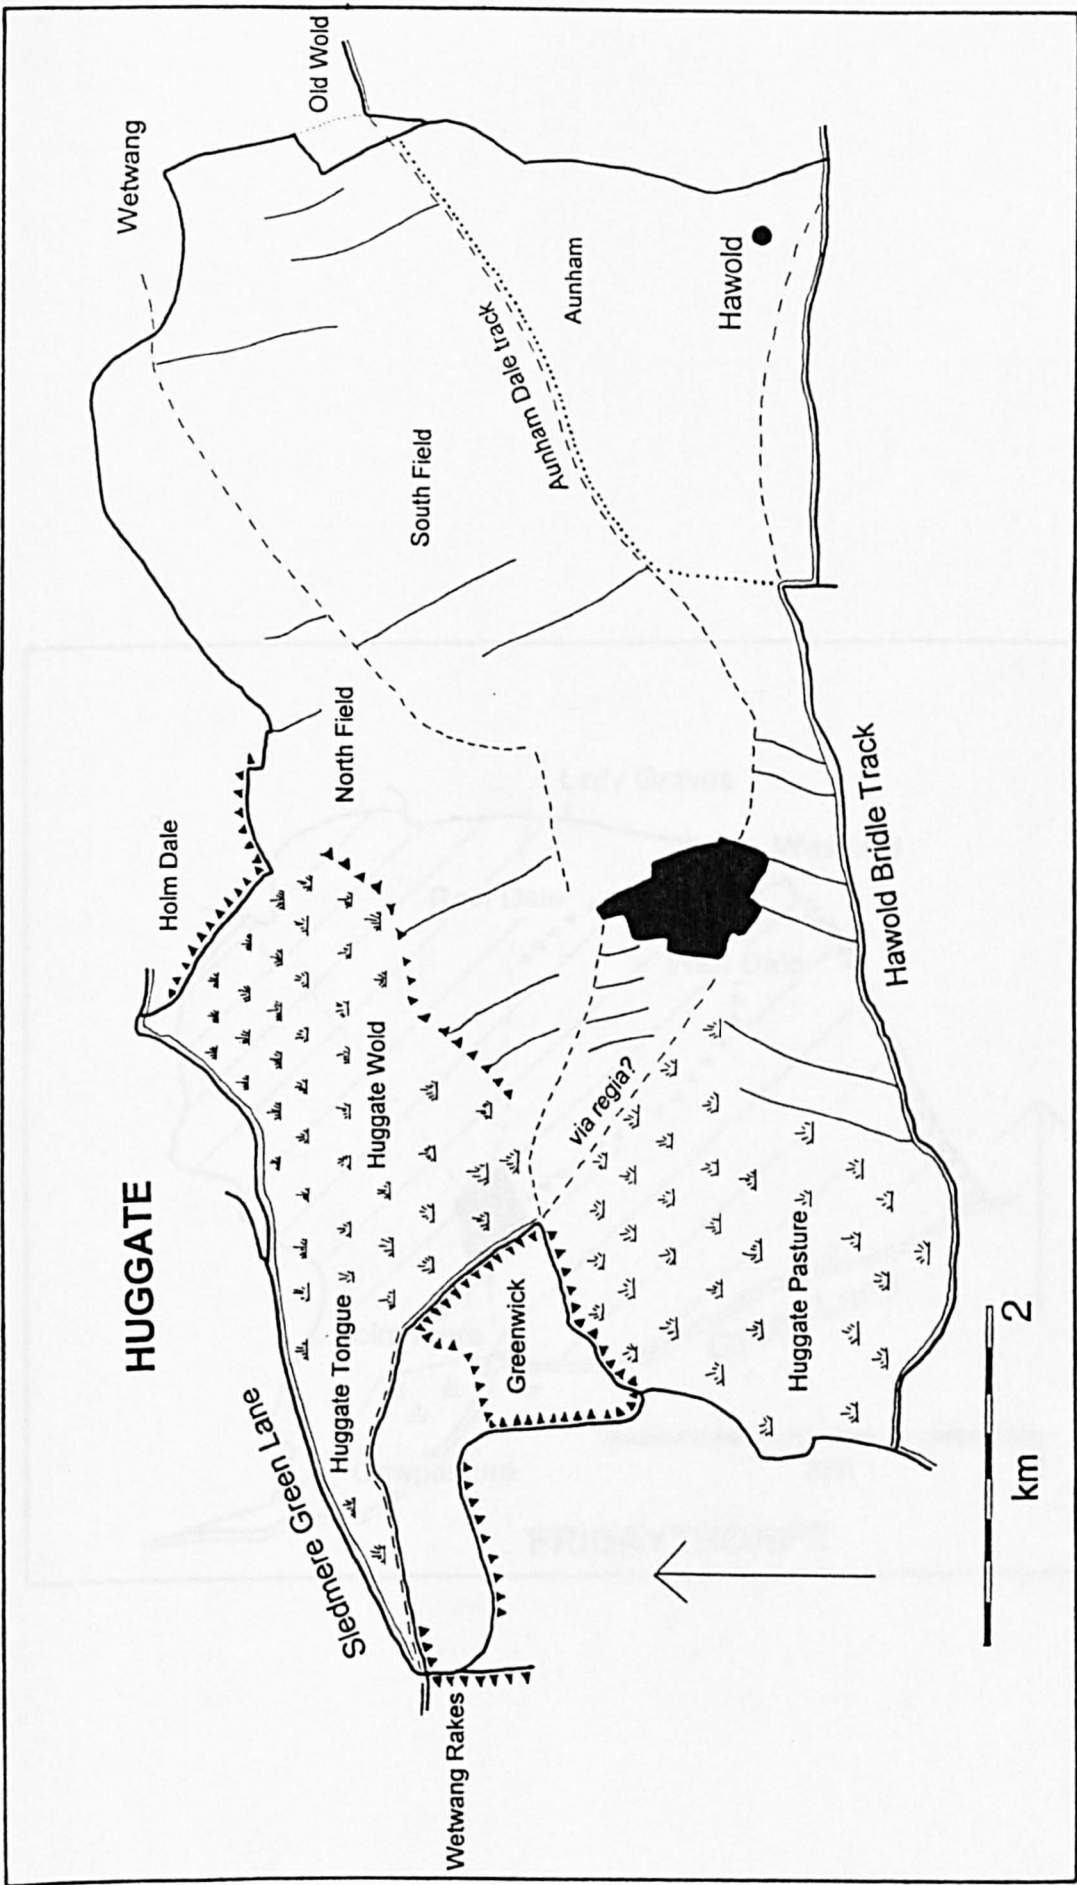 HUGGATE
Wetwang
Old Wold
Holm Dale
Sledmere Green Lane
Huggate Tongue
Huggate Wold
North Field
South Field
Aunham Dale track
Aunham
Hawold
Wetwang Rakes
Greenwick
via regia?
Huggate Pasture
Hawold Bridle Track
km
2